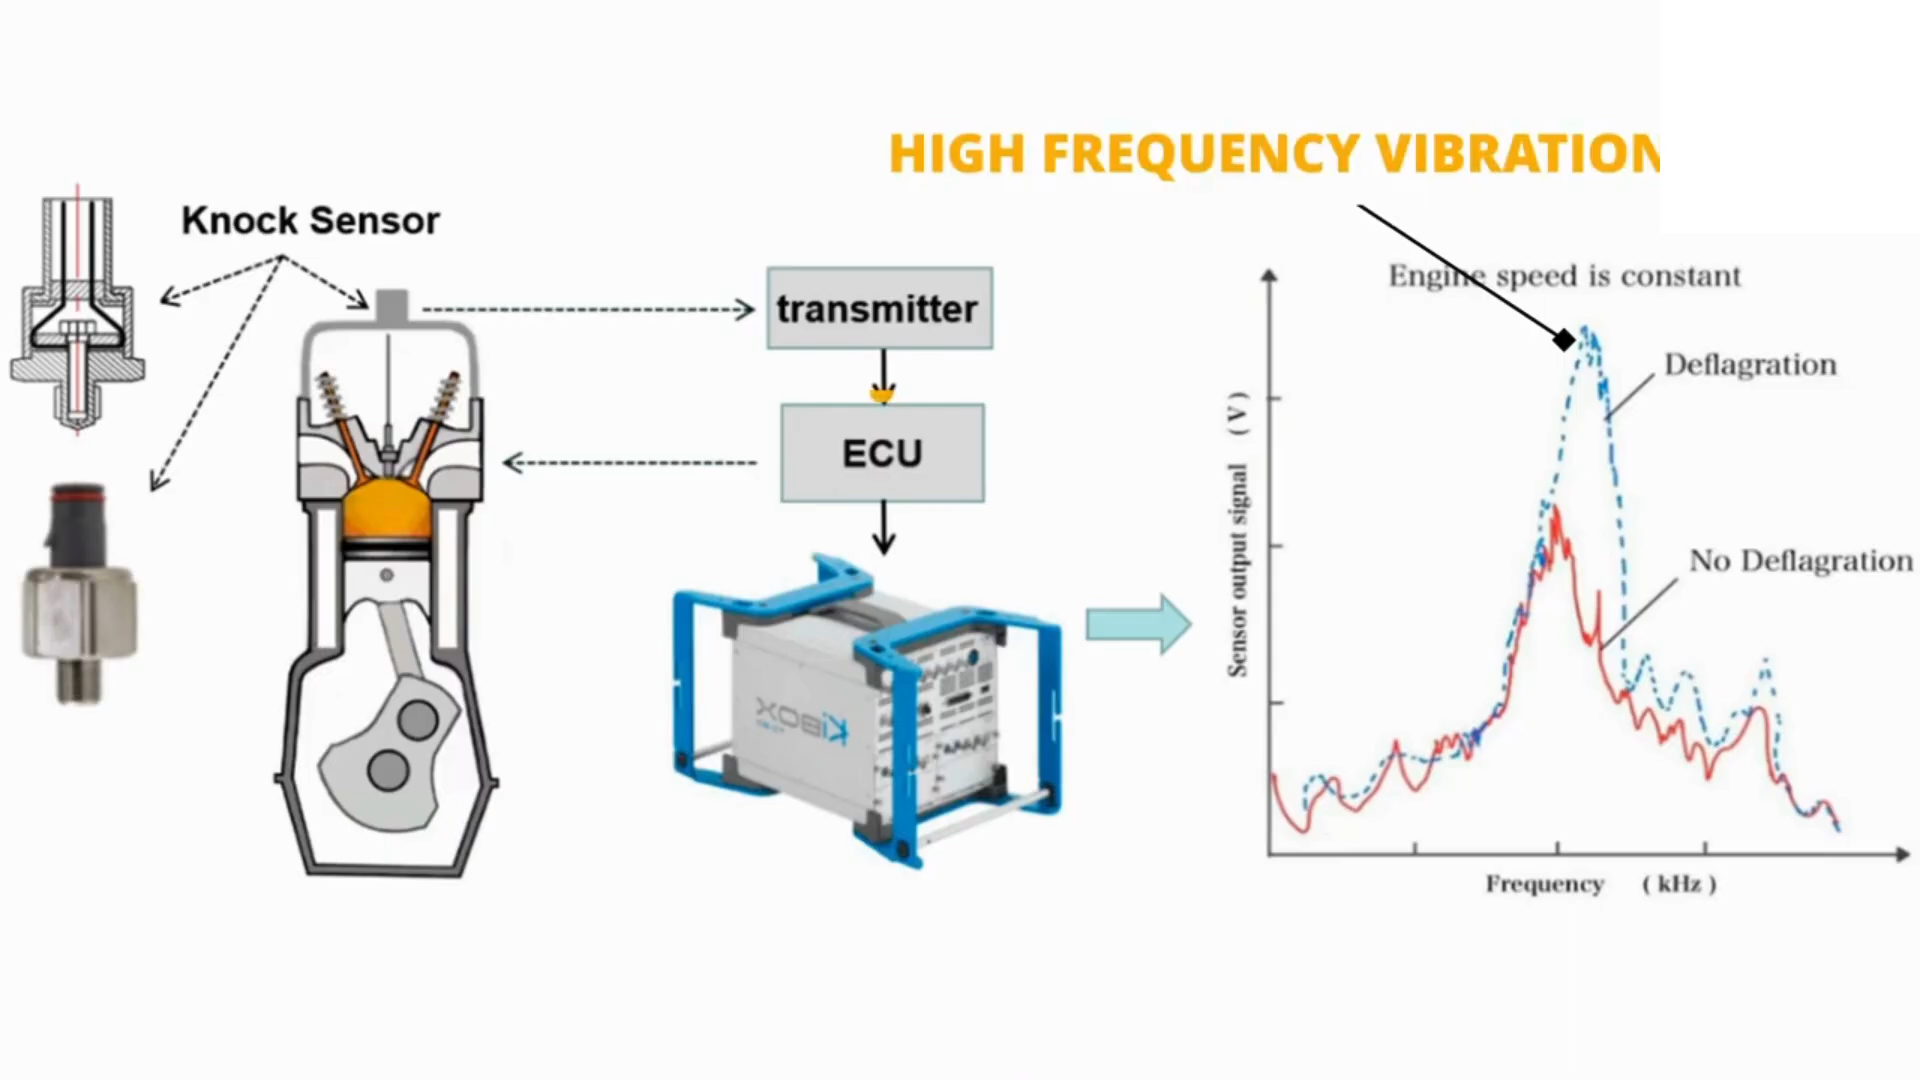 HIGH FREQUENCY VIBRATION
Knock Sensor
transmitter
ECU
XOBiK
Engine speed is constant
Deflagration
No Deflagration
Sensor output signal (V)
Frequency (kHz)